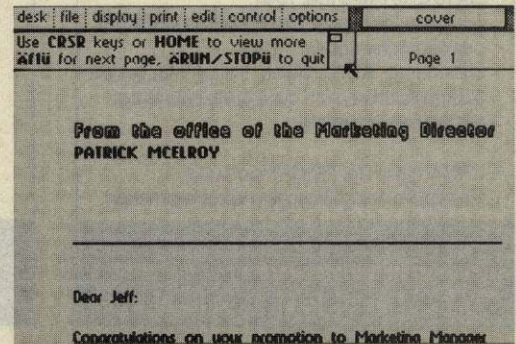 desk file display print edit control options cover
Use CRSR keys or HOME to view more
Äf1ü for next page, ÄRUN/STOPü to quit Page 1
From the office of the Marketing Director
PATRICK MCELROY
Dear Jeff:
Congratulations on your promotion to Marketing Manager